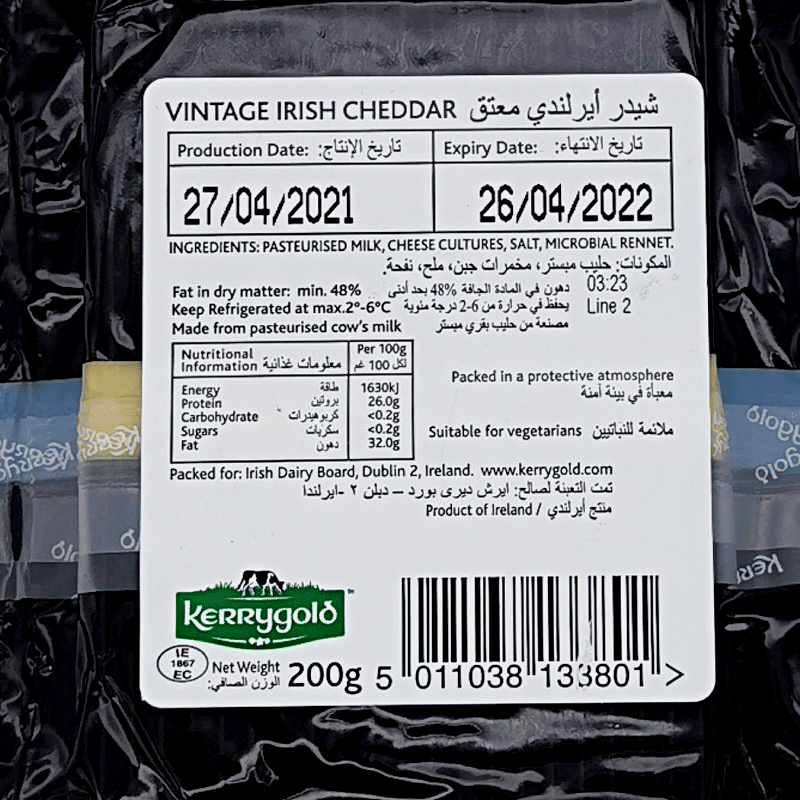 VINTAGE IRISH CHEDDAR شيدر أيرلندي معتق
Production Date: تاريخ الإنتاج:
Expiry Date: تاريخ الانتهاء:
27/04/2021
26/04/2022
INGREDIENTS: PASTEURISED MILK, CHEESE CULTURES, SALT, MICROBIAL RENNET.
المكونات: حليب مبستر، مخمرات جبن، ملح، نفحة.
Fat in dry matter: min. 48% دهون في المادة الجافة 48% بحد أدنى
03:23
Keep Refrigerated at max.2°-6°C يحفظ في حرارة من 2-6 درجة مئوية
Line 2
Made from pasteurised cow's milk مصنعة من حليب بقري مبستر
Nutritional Information معلومات غذائية
Per 100g لكل 100 غم
Energy طاقة 1630kJ
Protein بروتين 26.0g
Carbohydrate كربوهيدرات <0.2g
Sugars سكريات <0.2g
Fat دهون 32.0g
Packed in a protective atmosphere
معبأة في بيئة آمنة
Suitable for vegetarians ملائمة للنباتيين
Packed for: Irish Dairy Board, Dublin 2, Ireland. www.kerrygold.com
تمت التعبئة لصالح: ايرش ديرى بورد – دبلن ٢ -ايرلندا
Product of Ireland / منتج أيرلندي
Kerrygold™
IE
1867
EC
Net Weight
الوزن الصافي:
200g
5 011038 133801 >